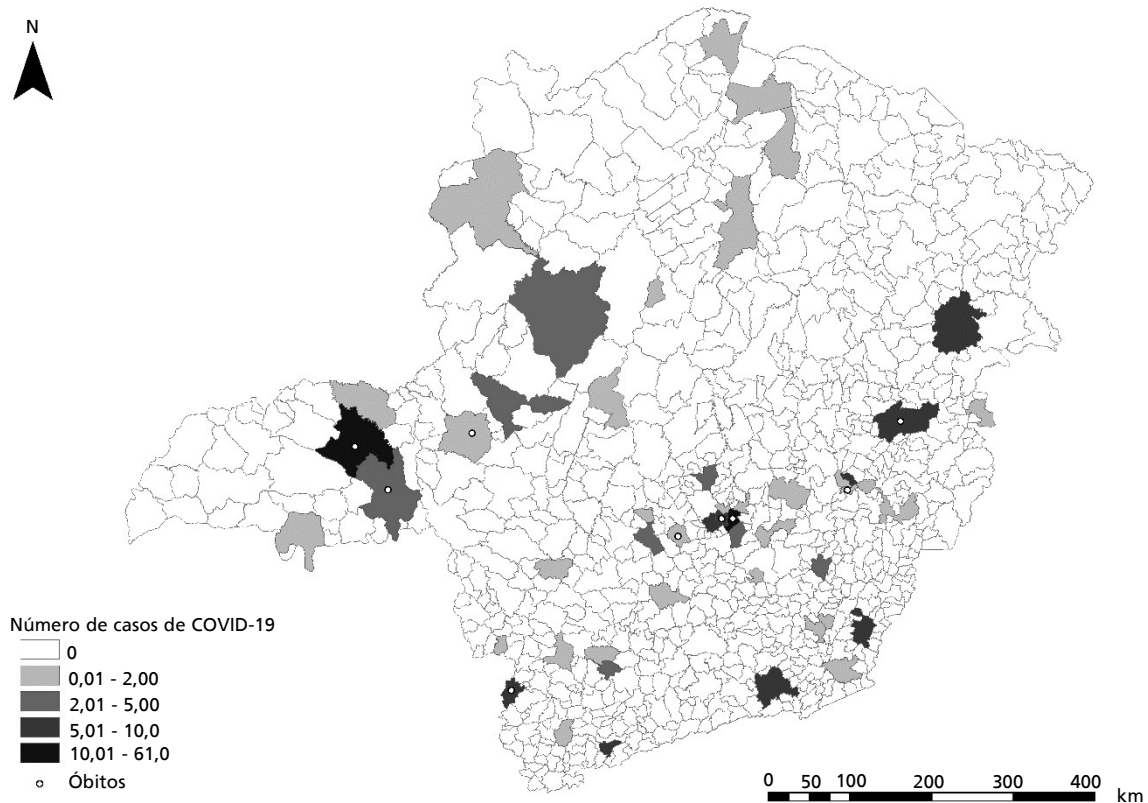 N
Número de casos de COVID-19
0
0,01 - 2,00
2,01 - 5,00
5,01 - 10,0
10,01 - 61,0
Óbitos
0 50 100 200 300 400
km